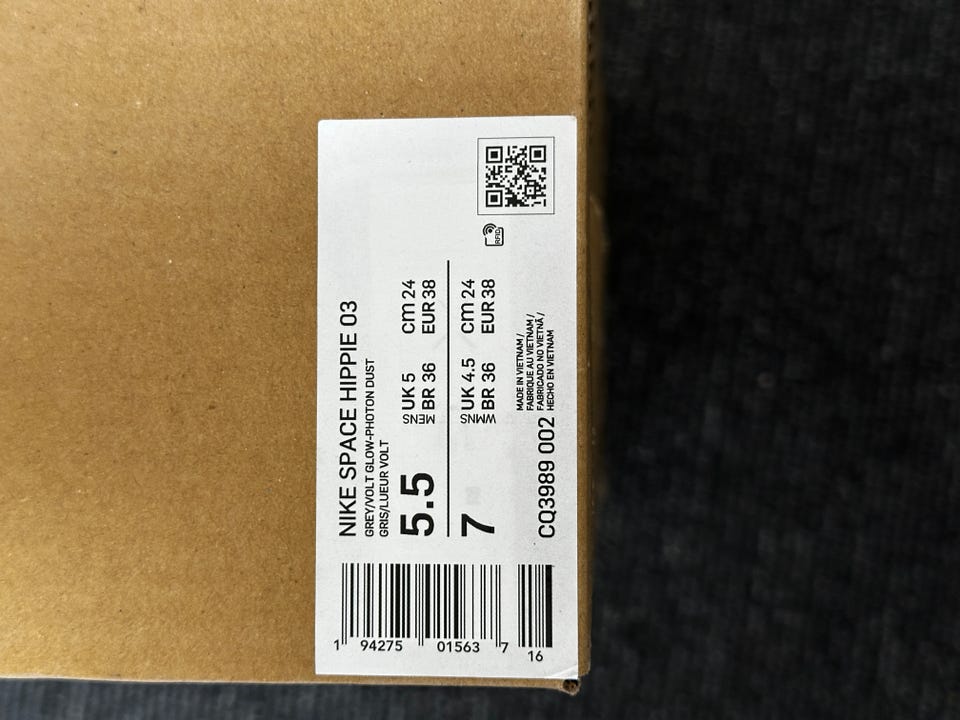 NIKE SPACE HIPPIE 03
GREY/VOLT GLOW-PHOTON DUST
GRIS/LUEUR VOLT
5.5
MENS
UK 5
cm 24
BR 36
EUR 38
7
WMNS
UK 4.5
cm 24
BR 36
EUR 38
RFID
CQ3989 002
MADE IN VIETNAM /
FABRIQUE AU VIETNAM /
FABRICADO NO VIETNÃ /
HECHO EN VIETNAM
1 94275 01563 7
16